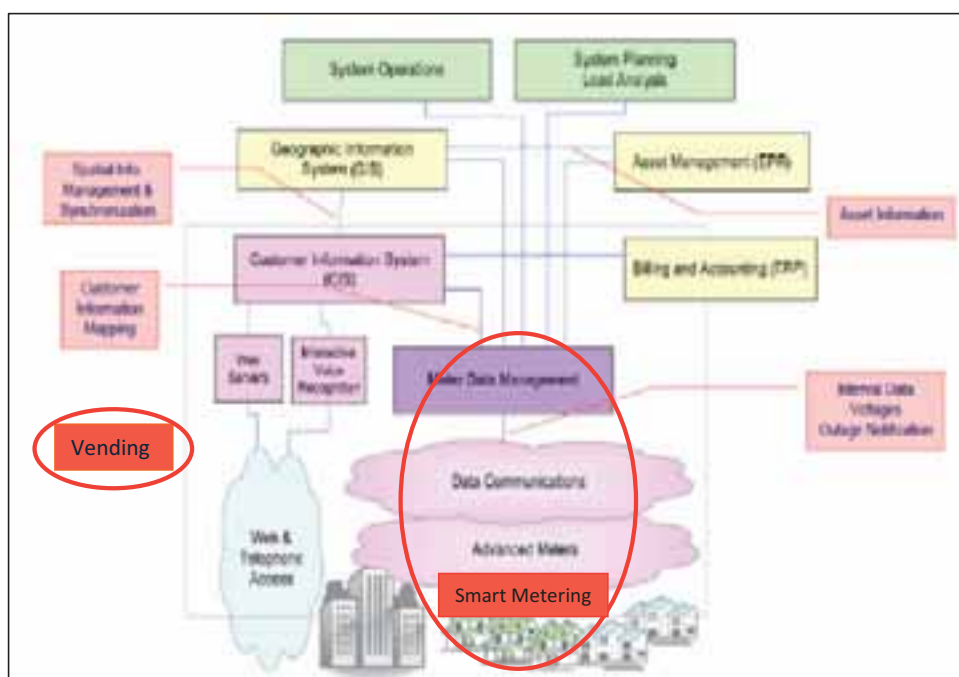 System Operations
System Planning
Load Analysis
Geographic Information
System (GIS)
Asset Management (ERP)
Spatial Info
Management &
Synchronization
Asset Information
Customer Information System
(CIS)
Billing and Accounting (ERP)
Customer
Information
Mapping
Web
Servers
Interactive
Voice
Recognition
Meter Data Management
Interval Data
Voltages
Outage Notification
Vending
Data Communications
Web &
Telephone
Access
Advanced Meters
Smart Metering